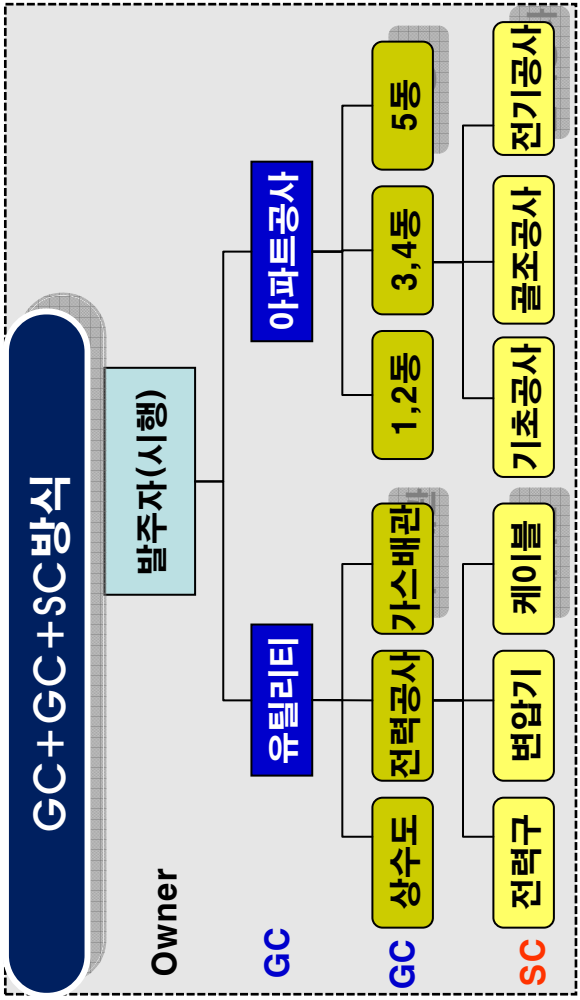 GC+GC+SC방식
Owner
발주자(시행)
GC
유틸리티
아파트공사
GC
상수도
전력공사
가스배관
1,2동
3,4동
5동
SC
전력구
변압기
케이블
기초공사
골조공사
전기공사